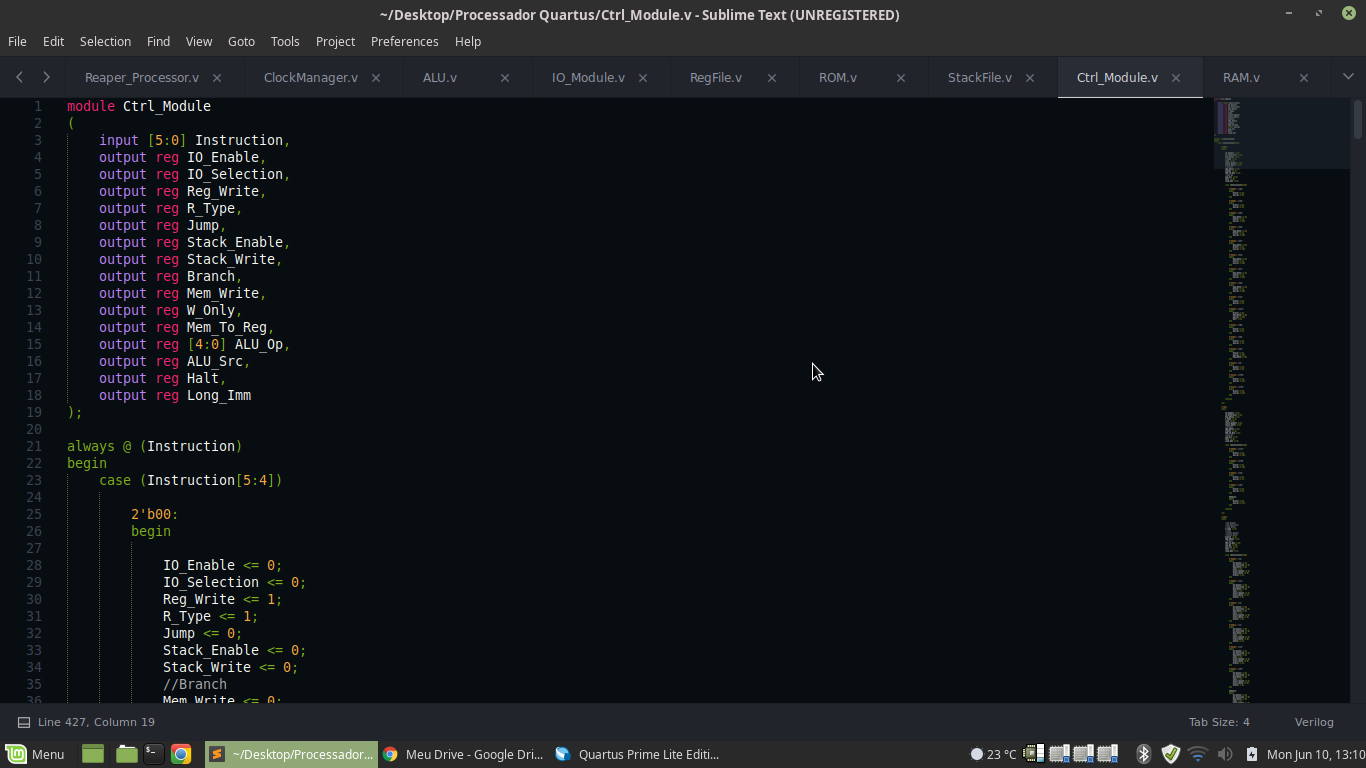 ~/Desktop/Processador Quartus/Ctrl_Module.v - Sublime Text (UNREGISTERED)
File Edit Selection Find View Goto Tools Project Preferences Help
Reaper_Processor.v ClockManager.v ALU.v IO_Module.v RegFile.v ROM.v StackFile.v Ctrl_Module.v RAM.v
1 module Ctrl_Module
2 (
3 input [5:0] Instruction,
4 output reg IO_Enable,
5 output reg IO_Selection,
6 output reg Reg_Write,
7 output reg R_Type,
8 output reg Jump,
9 output reg Stack_Enable,
10 output reg Stack_Write,
11 output reg Branch,
12 output reg Mem_Write,
13 output reg W_Only,
14 output reg Mem_To_Reg,
15 output reg [4:0] ALU_Op,
16 output reg ALU_Src,
17 output reg Halt,
18 output reg Long_Imm
19 );
20
21 always @ (Instruction)
22 begin
23 case (Instruction[5:4])
24
25 2'b00:
26 begin
27
28 IO_Enable <= 0;
29 IO_Selection <= 0;
30 Reg_Write <= 1;
31 R_Type <= 1;
32 Jump <= 0;
33 Stack_Enable <= 0;
34 Stack_Write <= 0;
35 //Branch
36 Mem_Write <= 0;
Line 427, Column 19 Tab Size: 4 Verilog
Menu ~/Desktop/Processador... Meu Drive - Google Dri... Quartus Prime Lite Editi... 23 °C Mon Jun 10, 13:10